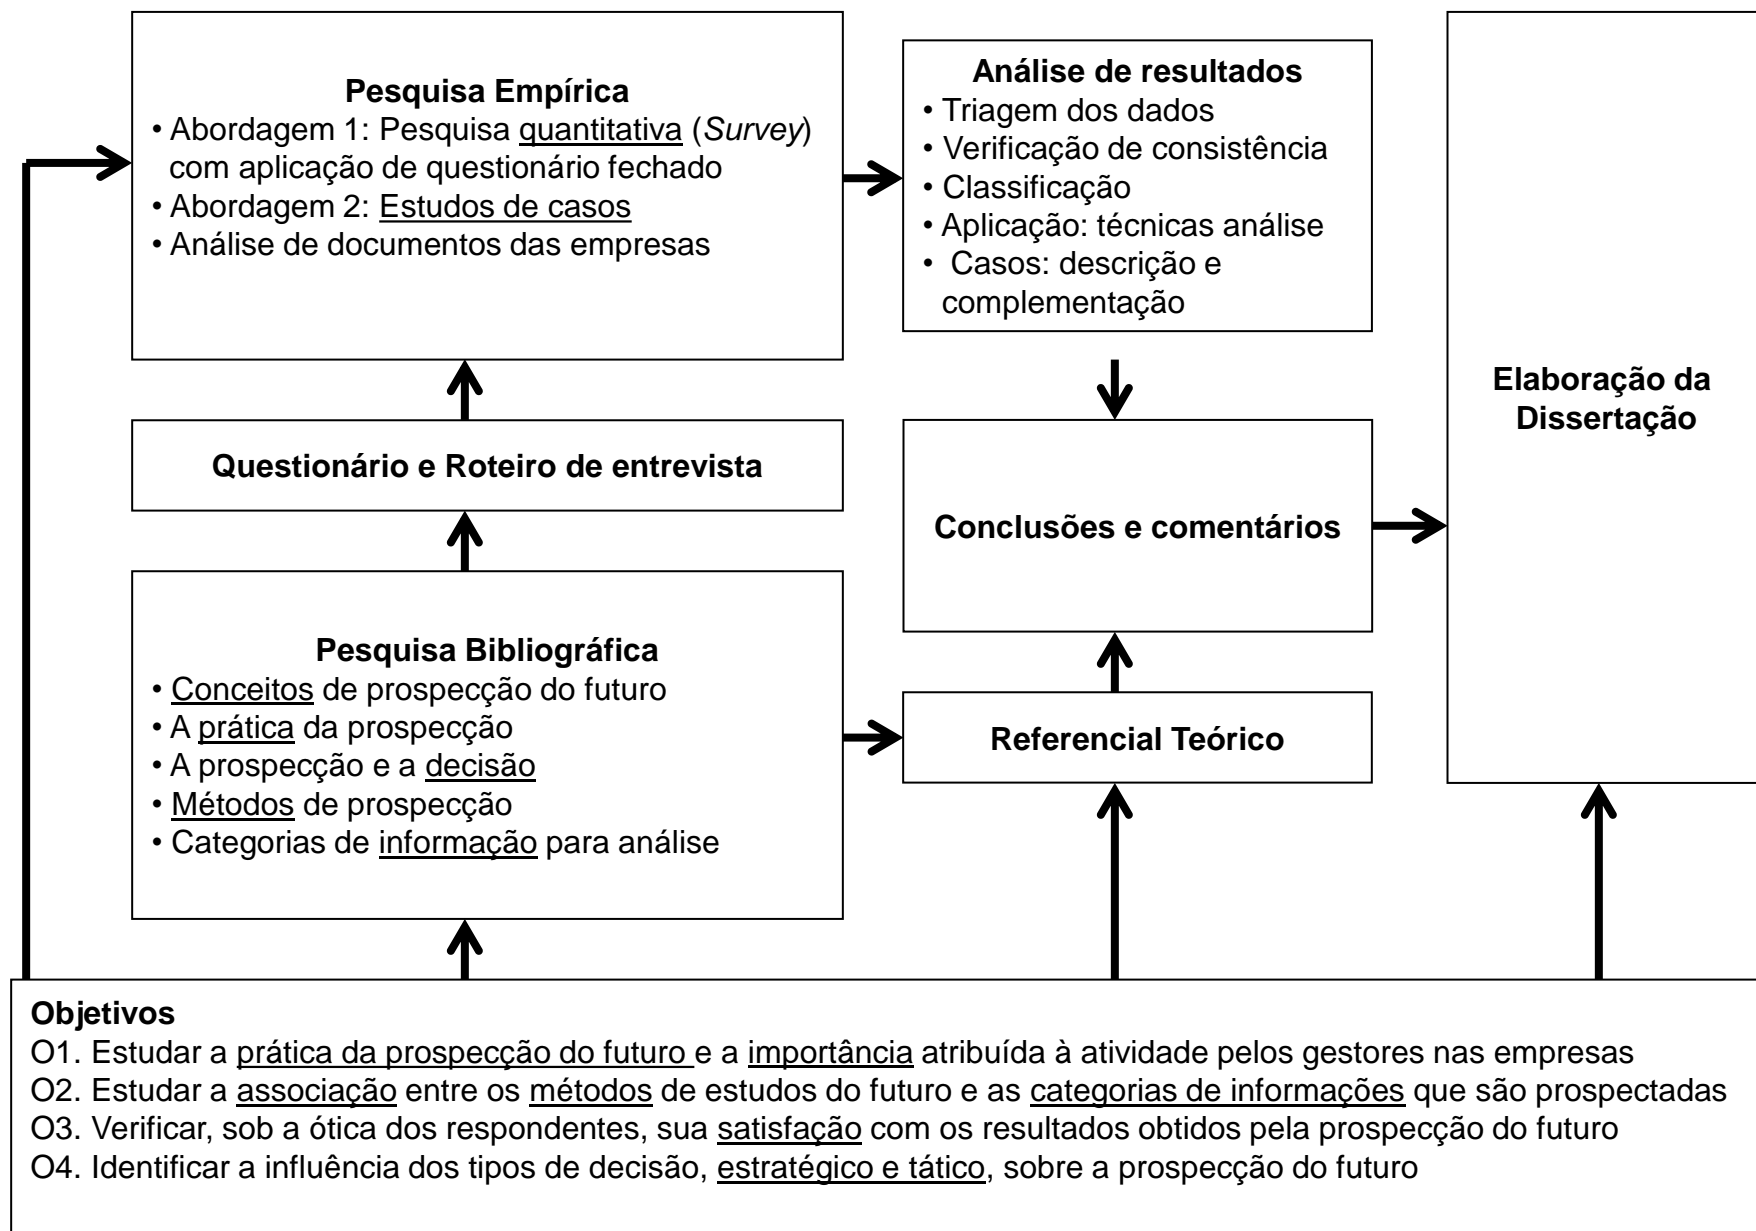 Pesquisa Empírica
• Abordagem 1: Pesquisa quantitativa (Survey)
com aplicação de questionário fechado
• Abordagem 2: Estudos de casos
• Análise de documentos das empresas
Análise de resultados
• Triagem dos dados
• Verificação de consistência
• Classificação
• Aplicação: técnicas análise
• Casos: descrição e
complementação
Elaboração da
Dissertação
Questionário e Roteiro de entrevista
Conclusões e comentários
Pesquisa Bibliográfica
• Conceitos de prospecção do futuro
• A prática da prospecção
• A prospecção e a decisão
• Métodos de prospecção
• Categorias de informação para análise
Referencial Teórico
Objetivos
O1. Estudar a prática da prospecção do futuro e a importância atribuída à atividade pelos gestores nas empresas
O2. Estudar a associação entre os métodos de estudos do futuro e as categorias de informações que são prospectadas
O3. Verificar, sob a ótica dos respondentes, sua satisfação com os resultados obtidos pela prospecção do futuro
O4. Identificar a influência dos tipos de decisão, estratégico e tático, sobre a prospecção do futuro